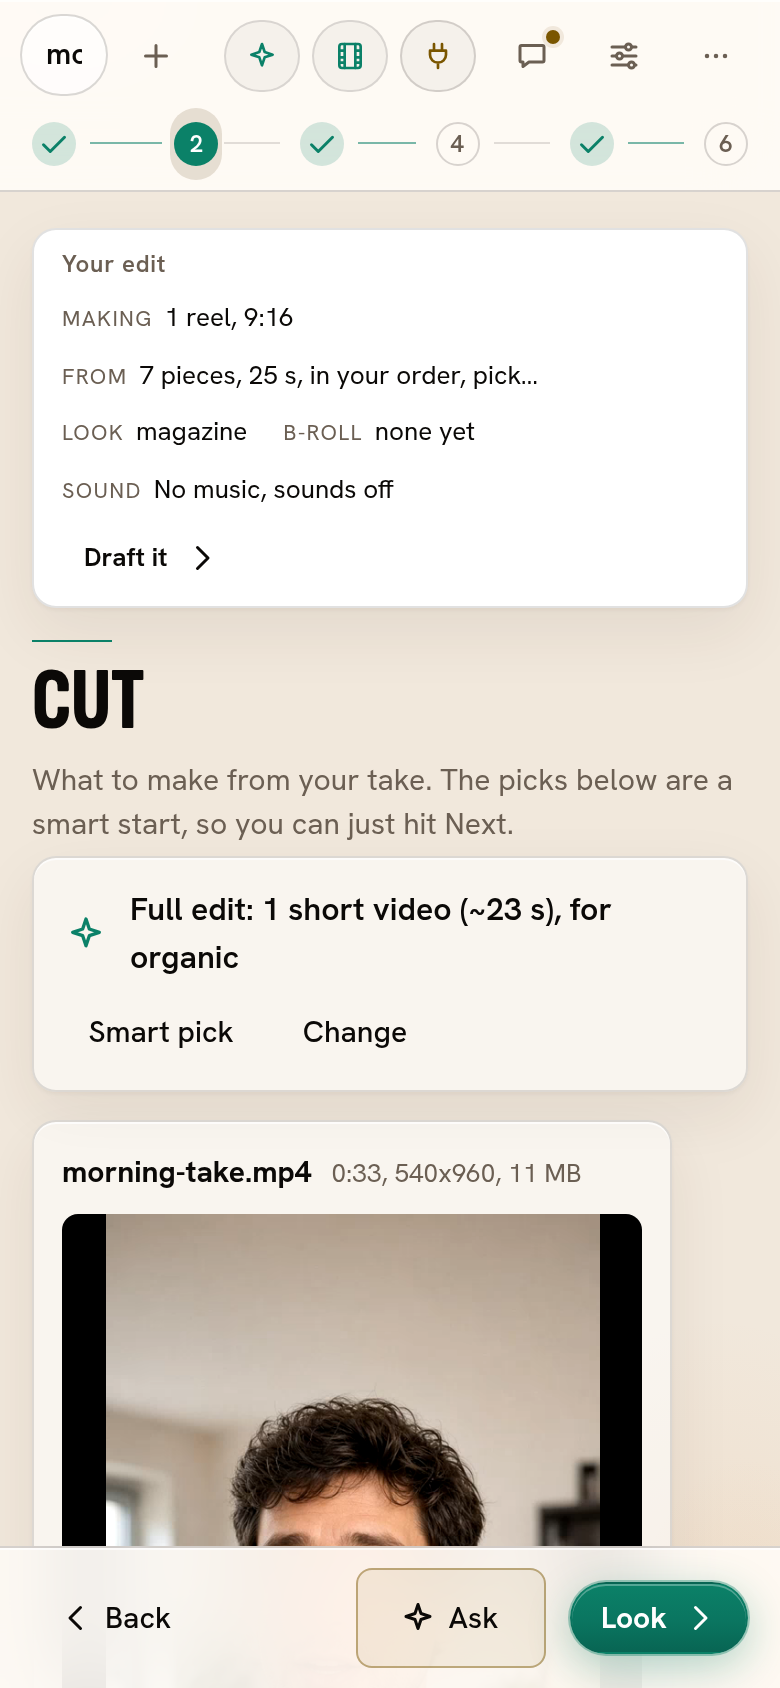 mc
2
4
6
Your edit
MAKING 1 reel, 9:16
FROM 7 pieces, 25 s, in your order, pick...
LOOK magazine B-ROLL none yet
SOUND No music, sounds off
Draft it
CUT
What to make from your take. The picks below are a
smart start, so you can just hit Next.
Full edit: 1 short video (~23 s), for
organic
Smart pick Change
morning-take.mp4 0:33, 540x960, 11 MB
Back Ask Look